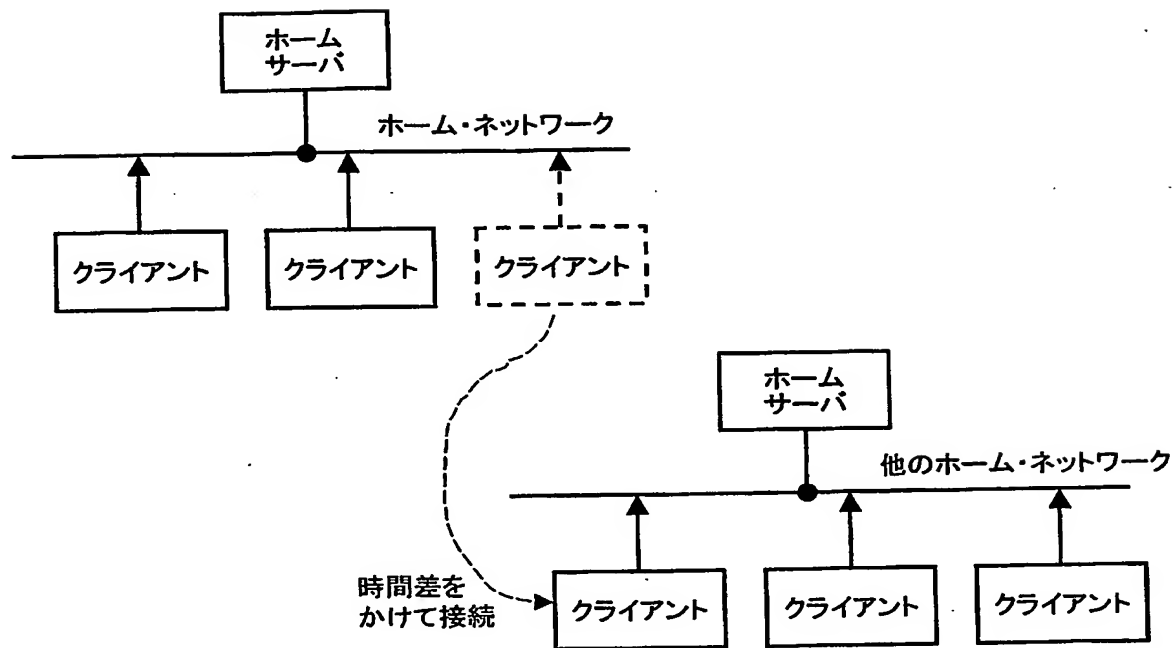 ホーム
サーバ
ホーム・ネットワーク
クライアント
クライアント
クライアント
ホーム
サーバ
他のホーム・ネットワーク
時間差を
かけて接続
クライアント
クライアント
クライアント